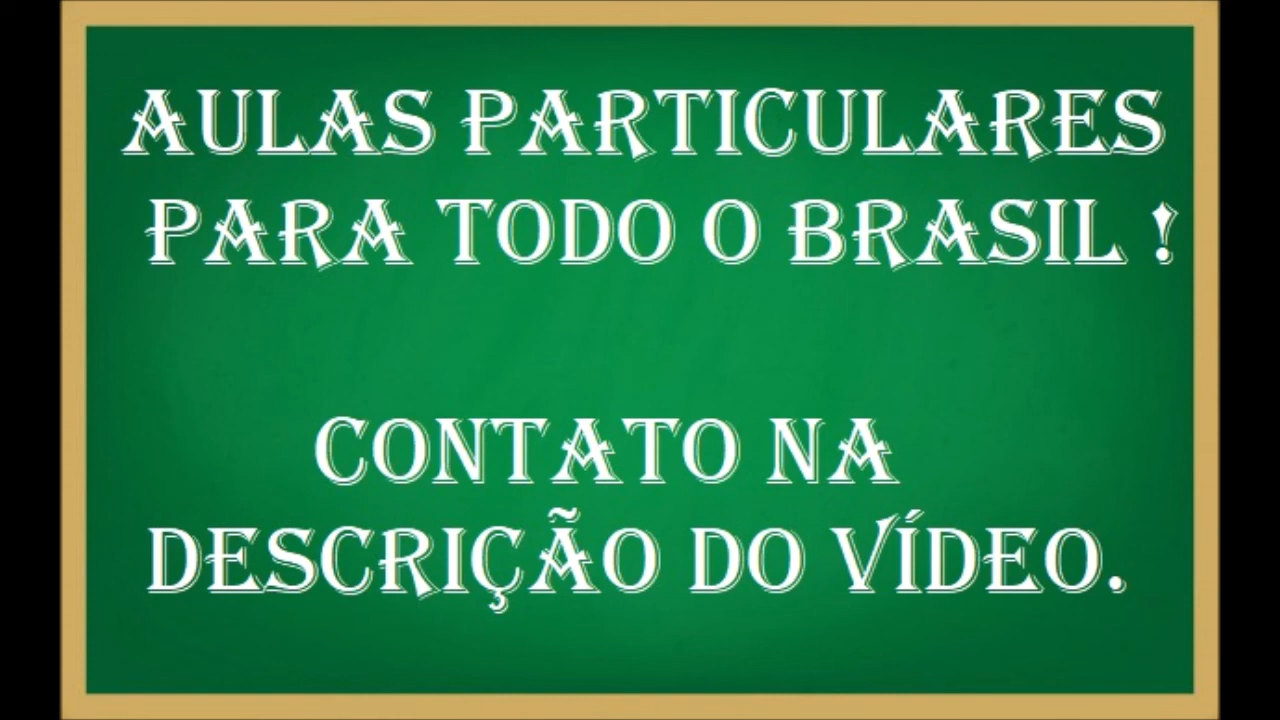 AULAS PARTICULARES
PARA TODO O BRASIL !
CONTATO NA
DESCRIÇÃO DO VÍDEO.